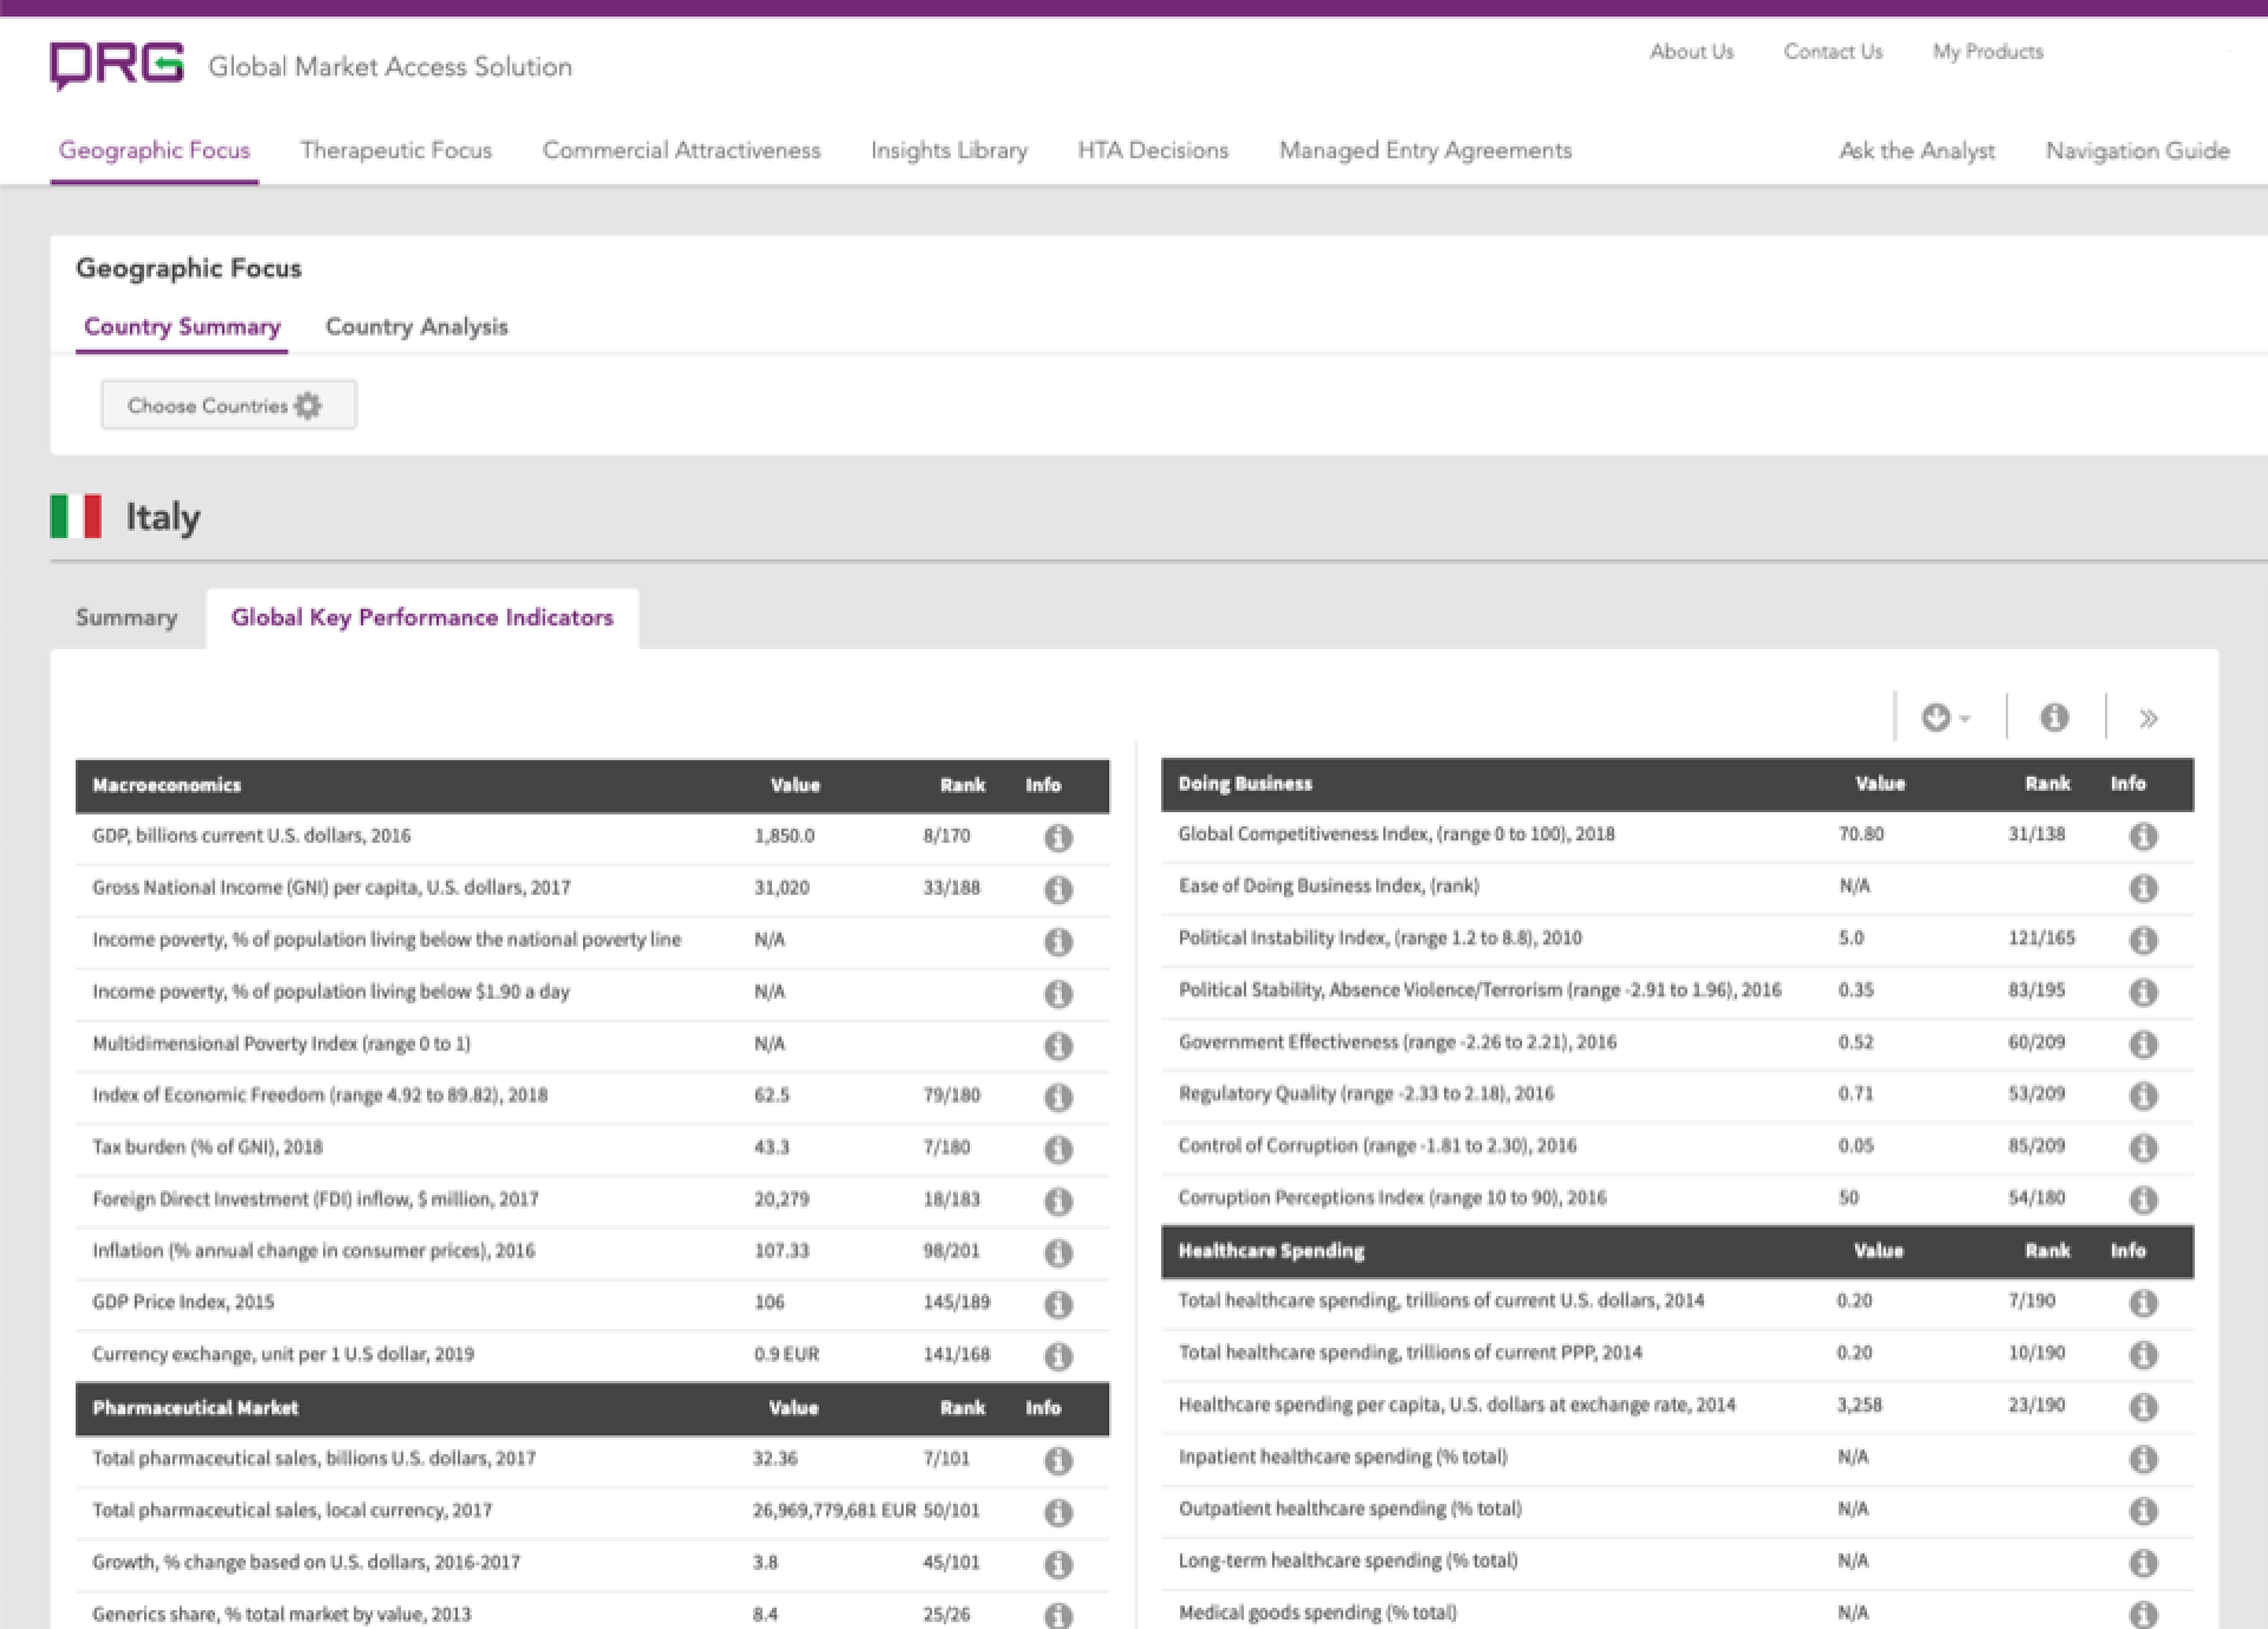 DRG Global Market Access Solution
About Us Contact Us My Products
Geographic Focus Therapeutic Focus Commercial Attractiveness Insights Library HTA Decisions Managed Entry Agreements Ask the Analyst Navigation Guide
Geographic Focus
Country Summary Country Analysis
Choose Countries
Italy
Summary Global Key Performance Indicators
Macroeconomics Value Rank Info
GDP, billions current U.S. dollars, 2016 1,850.0 8/170
Gross National Income (GNI) per capita, U.S. dollars, 2017 31,020 33/188
Income poverty, % of population living below the national poverty line N/A
Income poverty, % of population living below $1.90 a day N/A
Multidimensional Poverty Index (range 0 to 1) N/A
Index of Economic Freedom (range 4.92 to 89.82), 2018 62.5 79/180
Tax burden (% of GNI), 2018 43.3 7/180
Foreign Direct Investment (FDI) inflow, $ million, 2017 20,279 18/183
Inflation (% annual change in consumer prices), 2016 107.33 98/201
GDP Price Index, 2015 106 145/189
Currency exchange, unit per 1 U.S dollar, 2019 0.9 EUR 141/168
Pharmaceutical Market Value Rank Info
Total pharmaceutical sales, billions U.S. dollars, 2017 32.36 7/101
Total pharmaceutical sales, local currency, 2017 26,969,779,681 EUR 50/101
Growth, % change based on U.S. dollars, 2016-2017 3.8 45/101
Generics share, % total market by value, 2013 8.4 25/26
Doing Business Value Rank Info
Global Competitiveness Index, (range 0 to 100), 2018 70.80 31/138
Ease of Doing Business Index, (rank) N/A
Political Instability Index, (range 1.2 to 8.8), 2010 5.0 121/165
Political Stability, Absence Violence/Terrorism (range -2.91 to 1.96), 2016 0.35 83/195
Government Effectiveness (range -2.26 to 2.21), 2016 0.52 60/209
Regulatory Quality (range -2.33 to 2.18), 2016 0.71 53/209
Control of Corruption (range -1.81 to 2.30), 2016 0.05 85/209
Corruption Perceptions Index (range 10 to 90), 2016 50 54/180
Healthcare Spending Value Rank Info
Total healthcare spending, trillions of current U.S. dollars, 2014 0.20 7/190
Total healthcare spending, trillions of current PPP, 2014 0.20 10/190
Healthcare spending per capita, U.S. dollars at exchange rate, 2014 3,258 23/190
Inpatient healthcare spending (% total) N/A
Outpatient healthcare spending (% total) N/A
Long-term healthcare spending (% total) N/A
Medical goods spending (% total) N/A